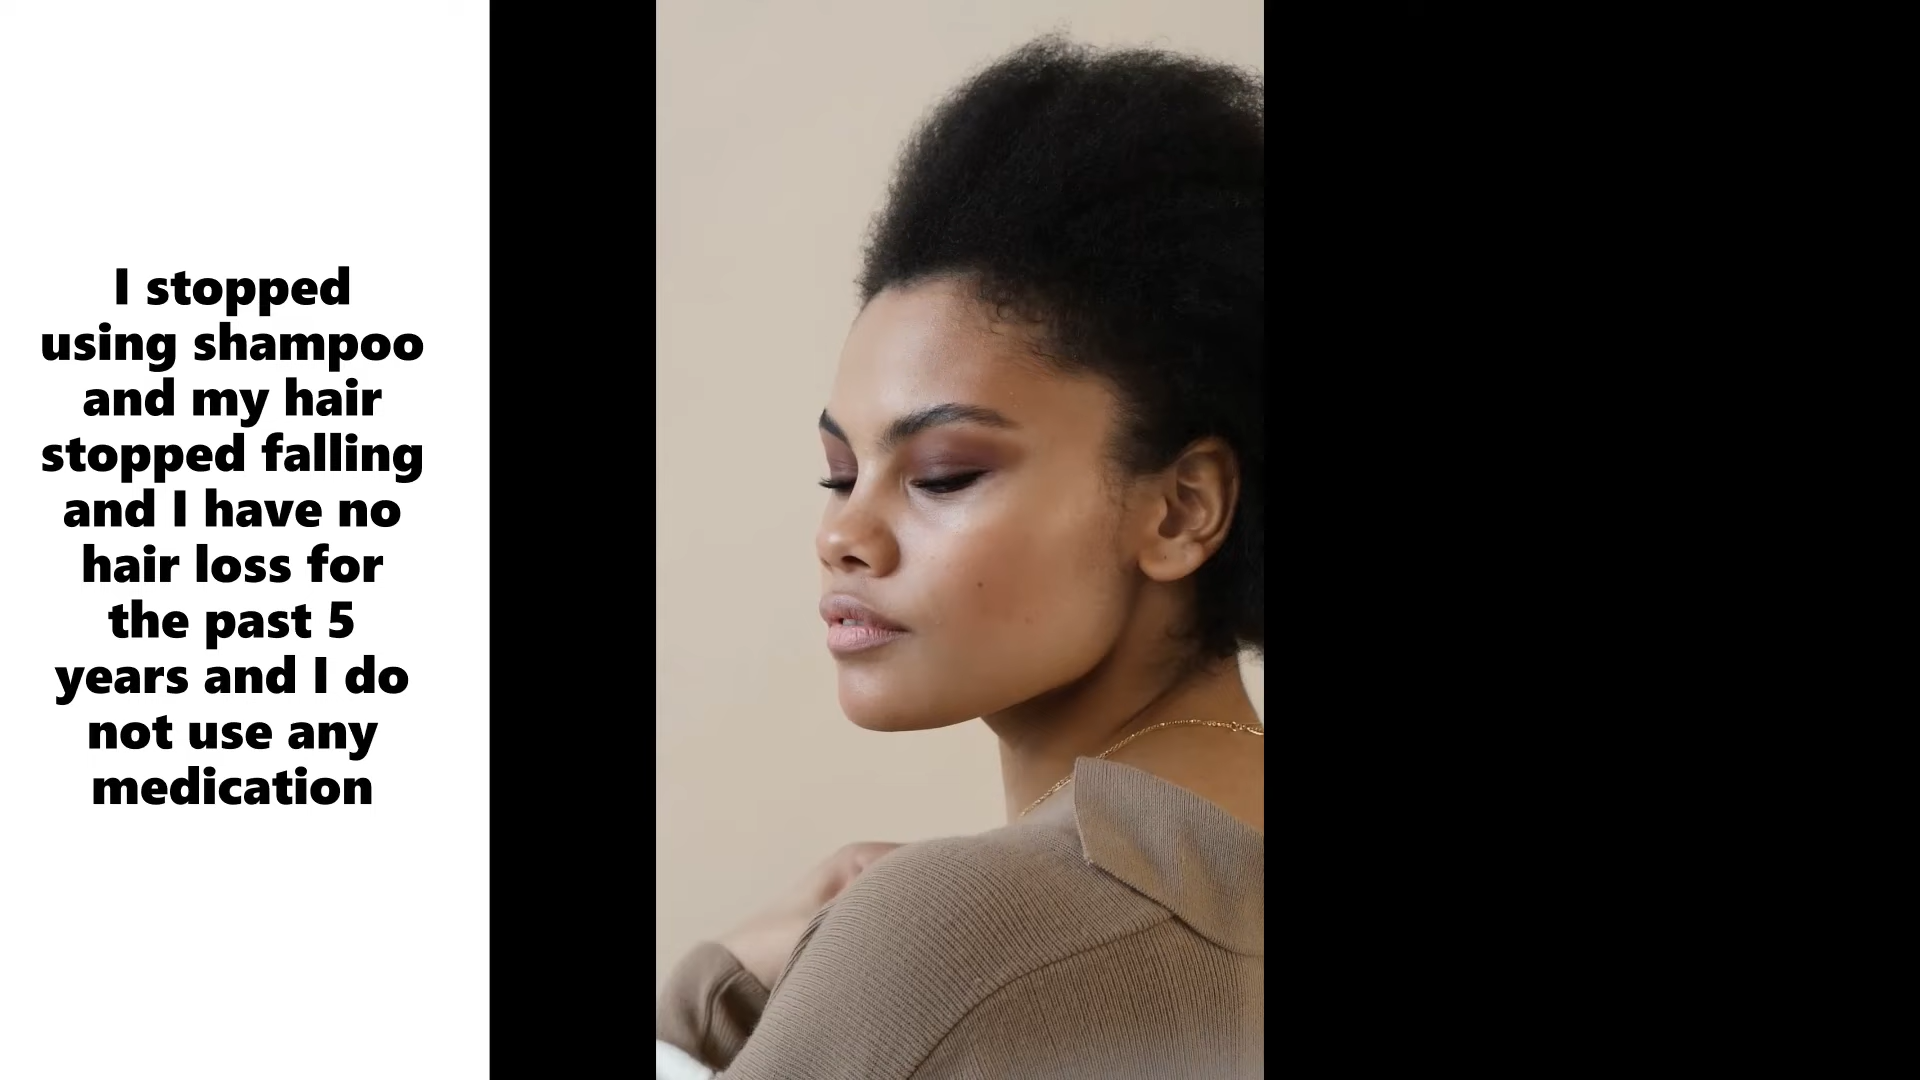 I stopped
using shampoo
and my hair
stopped falling
and I have no
hair loss for
the past 5
years and I do
not use any
medication